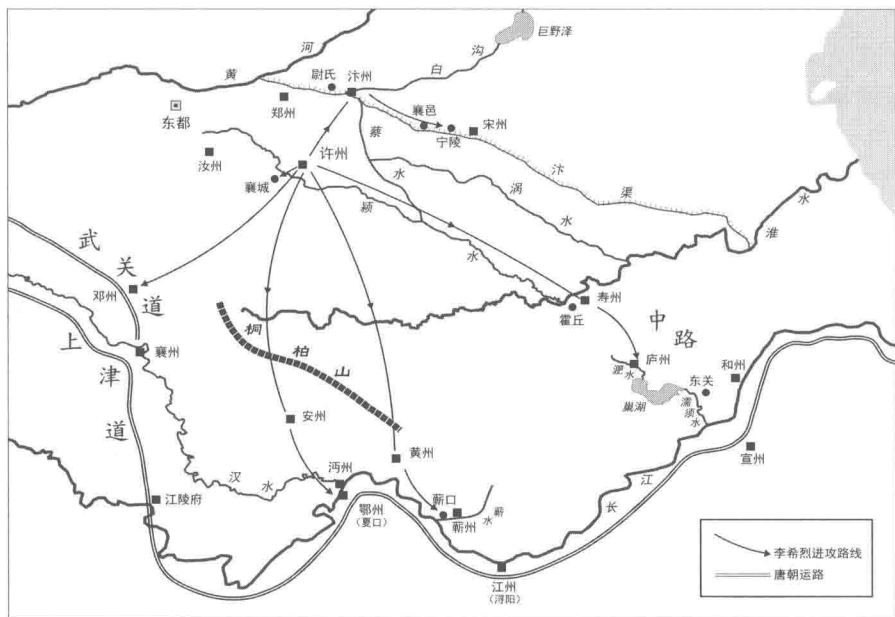 巨野泽
河
沟
白
黄
尉氏
汴州
郑州
东都
襄邑
宁陵
宋州
蔡
水
许州
汝州
襄城
颍
水
涡
水
汴
渠
淮
水
武
关
道
邓州
上
津
道
襄州
桐
柏
山
寿州
霍丘
中
路
庐州
淝
水
巢湖
东关
和州
濡
须
水
安州
黄州
宣州
汉
水
沔州
江陵府
鄂州
(夏口)
蕲口
蕲州
蕲
水
长
江
江州
(浔阳)
李希烈进攻路线
唐朝运路